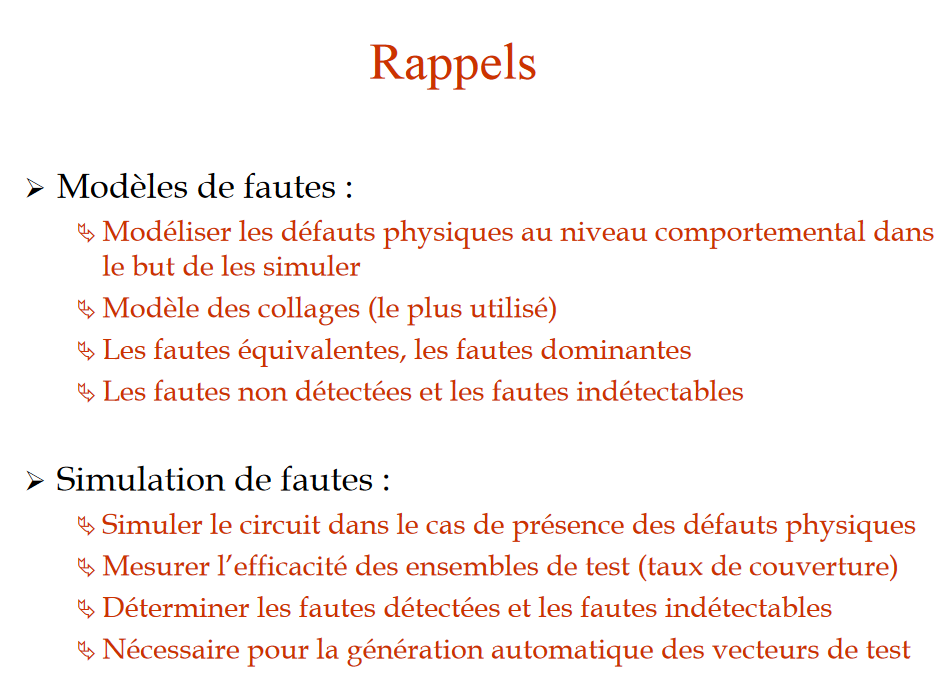 Rappels
➢ Modèles de fautes :
↳ Modéliser les défauts physiques au niveau comportemental dans
le but de les simuler
↳ Modèle des collages (le plus utilisé)
↳ Les fautes équivalentes, les fautes dominantes
↳ Les fautes non détectées et les fautes indétectables
➢ Simulation de fautes :
↳ Simuler le circuit dans le cas de présence des défauts physiques
↳ Mesurer l’efficacité des ensembles de test (taux de couverture)
↳ Déterminer les fautes détectées et les fautes indétectables
↳ Nécessaire pour la génération automatique des vecteurs de test